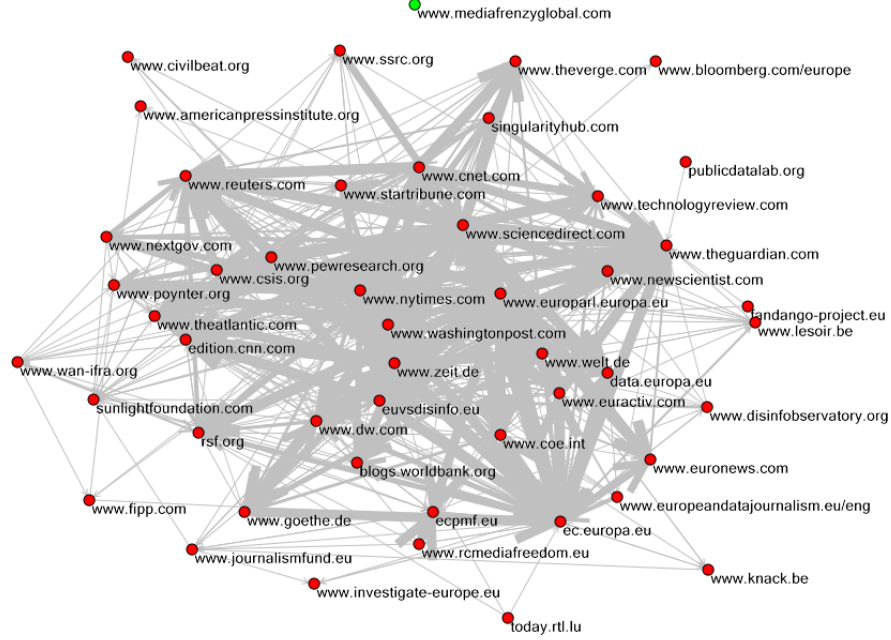 www.mediafrenzyglobal.com
www.ssrc.org
www.civilbeat.org
www.theverge.com
www.bloomberg.com/europe
www.americanpressinstitute.org
singularityhub.com
publicdatalab.org
www.cnet.com
www.reuters.com
www.startribune.com
www.technologyreview.com
www.sciencedirect.com
www.nextgov.com
www.theguardian.com
www.pewresearch.org
www.csis.org
www.newscientist.com
www.poynter.org
www.nytimes.com
www.europarl.europa.eu
fandango-project.eu
www.theatlantic.com
www.lesoir.be
www.washingtonpost.com
edition.cnn.com
www.welt.de
www.wan-ifra.org
www.zeit.de
data.europa.eu
www.euractiv.com
sunlightfoundation.com
euvsdisinfo.eu
www.disinfobservatory.org
www.dw.com
rsf.org
www.coe.int
www.euronews.com
blogs.worldbank.org
www.europeandatajournalism.eu/eng
www.fipp.com
www.goethe.de
ecpmf.eu
ec.europa.eu
www.rcmediafreedom.eu
www.journalismfund.eu
www.knack.be
www.investigate-europe.eu
today.rtl.lu